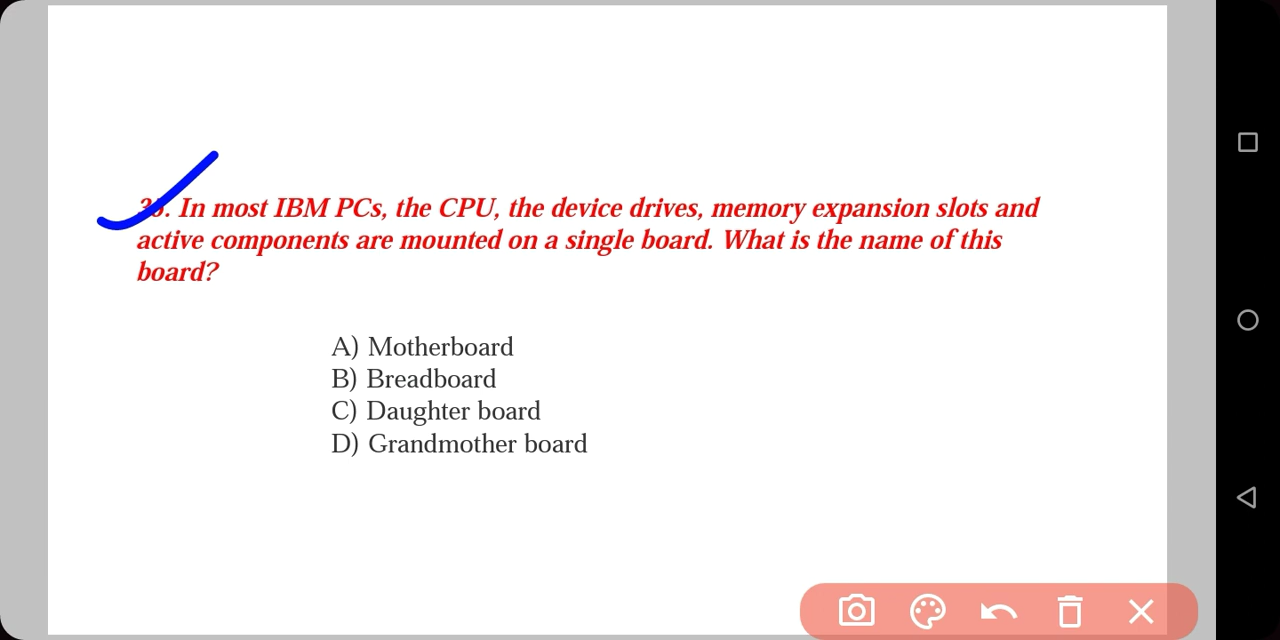 35. In most IBM PCs, the CPU, the device drives, memory expansion slots and
active components are mounted on a single board. What is the name of this
board?
A) Motherboard
B) Breadboard
C) Daughter board
D) Grandmother board